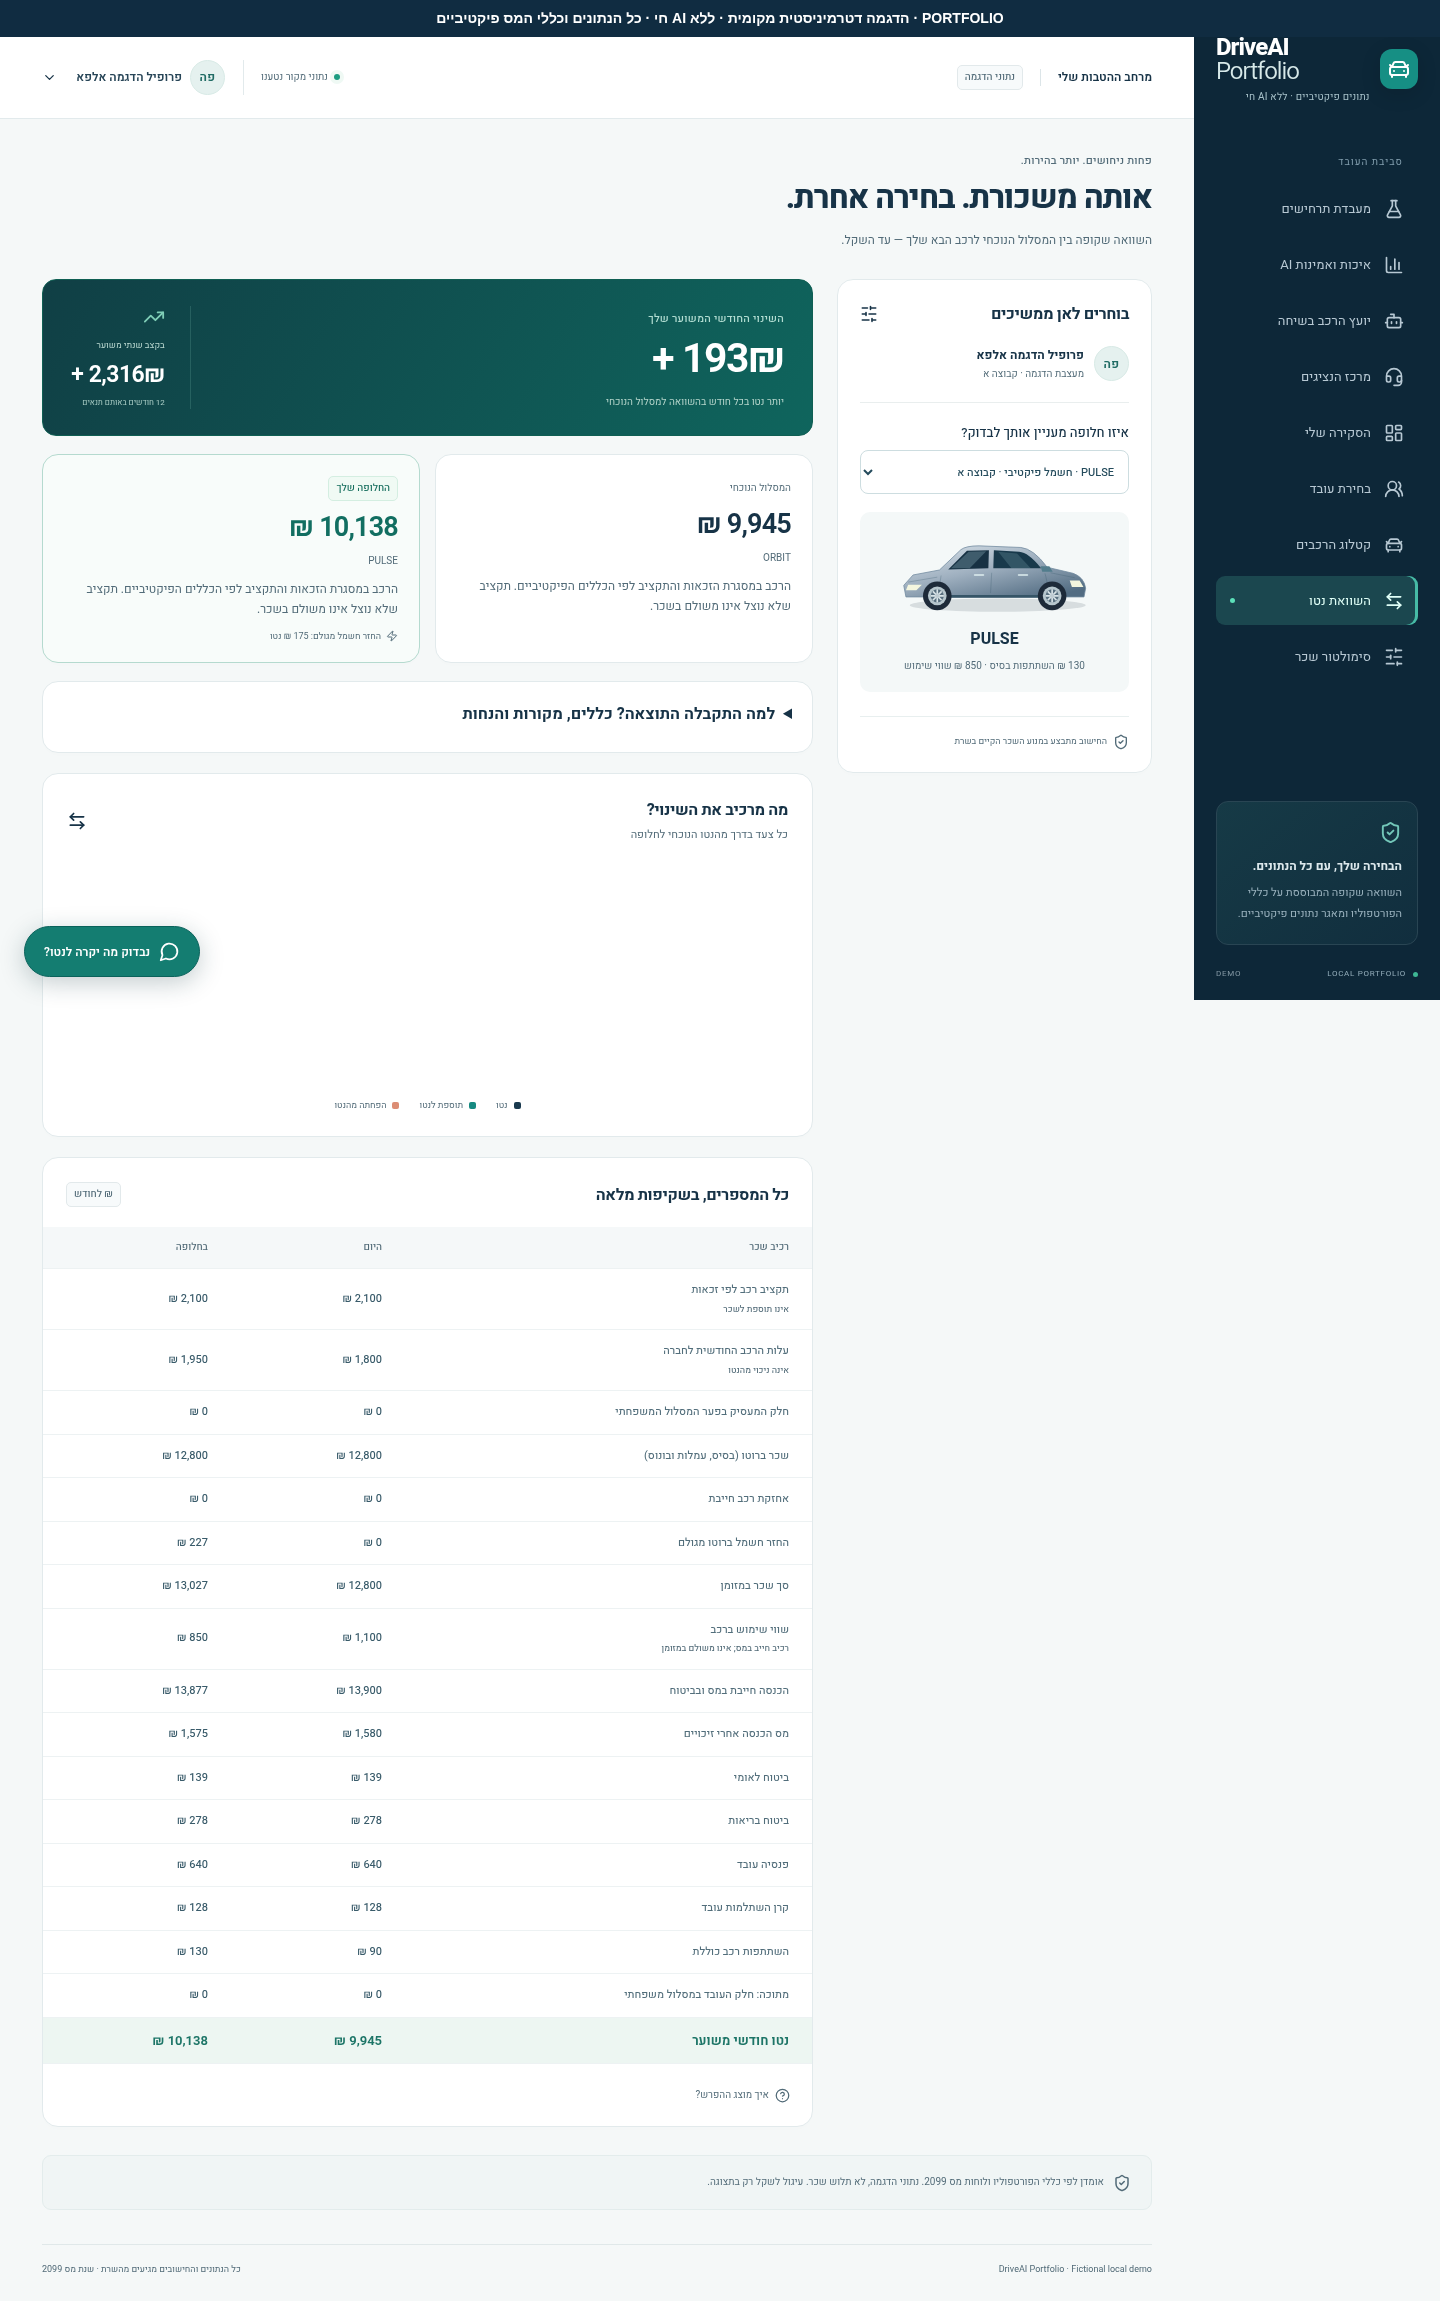 PORTFOLIO · הדגמה דטרמיניסטית מקומית · ללא AI חי · כל הנתונים וכללי המס פיקטיביים
DriveAI
Portfolio
נתונים פיקטיביים · ללא AI חי
סביבת העובד
מעבדת תרחישים
איכות ואמינות AI
יועץ הרכב בשיחה
מרכז הנציגים
הסקירה שלי
בחירת עובד
קטלוג הרכבים
השוואת נטו
סימולטור שכר
הבחירה שלך, עם כל הנתונים.
השוואה שקופה המבוססת על כללי
הפורטפוליו ומאגר נתונים פיקטיביים.
LOCAL PORTFOLIO
DEMO
מרחב ההטבות שלי
נתוני הדגמה
נתוני מקור נטענו
פה
פרופיל הדגמה אלפא
פחות ניחושים. יותר בהירות.
אותה משכורת. בחירה אחרת.
השוואה שקופה בין המסלול הנוכחי לרכב הבא שלך — עד השקל.
בוחרים לאן ממשיכים
פה
פרופיל הדגמה אלפא
מעצבת הדגמה · קבוצה א
איזו חלופה מעניין אותך לבדוק?
PULSE · חשמל פיקטיבי · קבוצה א
PULSE
130 ₪ השתתפות בסיס · 850 ₪ שווי שימוש
החישוב מתבצע במנוע השכר הקיים בשרת
השינוי החודשי המשוער שלך
+ 193₪
יותר נטו בכל חודש בהשוואה למסלול הנוכחי
בקצב שנתי משוער
+ 2,316₪
12 חודשים באותם תנאים
המסלול הנוכחי
9,945 ₪
ORBIT
הרכב במסגרת הזכאות והתקציב לפי הכללים הפיקטיביים. תקציב
שלא נוצל אינו משולם בשכר.
החלופה שלך
10,138 ₪
PULSE
הרכב במסגרת הזכאות והתקציב לפי הכללים הפיקטיביים. תקציב
שלא נוצל אינו משולם בשכר.
החזר חשמל מגולם: 175 ₪ נטו
למה התקבלה התוצאה? כללים, מקורות והנחות
מה מרכיב את השינוי?
כל צעד בדרך מהנטו הנוכחי לחלופה
נטו
תוספת לנטו
הפחתה מהנטו
נבדוק מה יקרה לנטו?
כל המספרים, בשקיפות מלאה
₪ לחודש
רכיב שכר היום בחלופה
תקציב רכב לפי זכאות 2,100 ₪ 2,100 ₪
אינו תוספת לשכר
עלות הרכב החודשית לחברה 1,800 ₪ 1,950 ₪
אינה ניכוי מהנטו
חלק המעסיק בפער המסלול המשפחתי 0 ₪ 0 ₪
שכר ברוטו (בסיס, עמלות ובונוס) 12,800 ₪ 12,800 ₪
אחזקת רכב חייבת 0 ₪ 0 ₪
החזר חשמל ברוטו מגולם 0 ₪ 227 ₪
סך שכר במזומן 12,800 ₪ 13,027 ₪
שווי שימוש ברכב 1,100 ₪ 850 ₪
רכיב חייב במס; אינו משולם במזומן
הכנסה חייבת במס ובביטוח 13,900 ₪ 13,877 ₪
מס הכנסה אחרי זיכויים 1,580 ₪ 1,575 ₪
ביטוח לאומי 139 ₪ 139 ₪
ביטוח בריאות 278 ₪ 278 ₪
פנסיה עובד 640 ₪ 640 ₪
קרן השתלמות עובד 128 ₪ 128 ₪
השתתפות רכב כוללת 90 ₪ 130 ₪
מתוכה: חלק העובד במסלול משפחתי 0 ₪ 0 ₪
נטו חודשי משוער 9,945 ₪ 10,138 ₪
איך מוצג ההפרש?
אומדן לפי כללי הפורטפוליו ולוחות מס 2099. נתוני הדגמה, לא תלוש שכר. עיגול לשקל רק בתצוגה.
DriveAI Portfolio · Fictional local demo
כל הנתונים והחישובים מגיעים מהשרת · שנת מס 2099